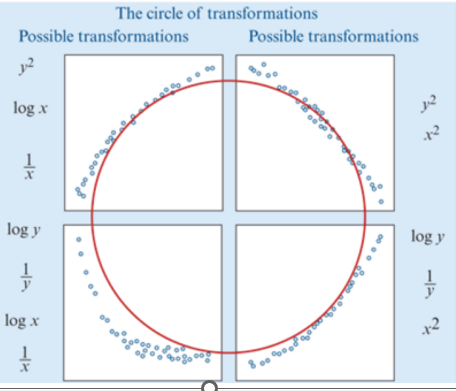 The circle of transformations
Possible transformations Possible transformations
y²
log x
1/x
y²
x²
log y
1/y
log x
1/x
log y
1/y
x²